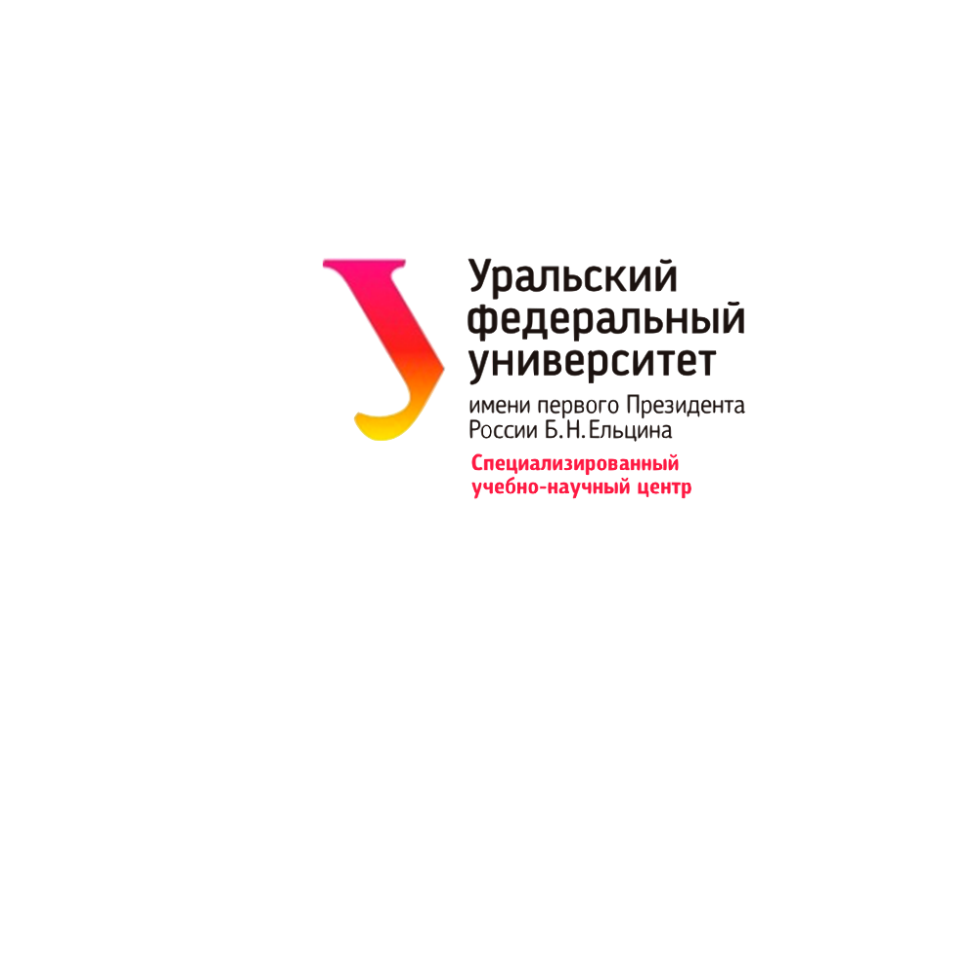 Уральский
федеральный
университет
имени первого Президента
России Б.Н.Ельцина
Специализированный
учебно-научный центр